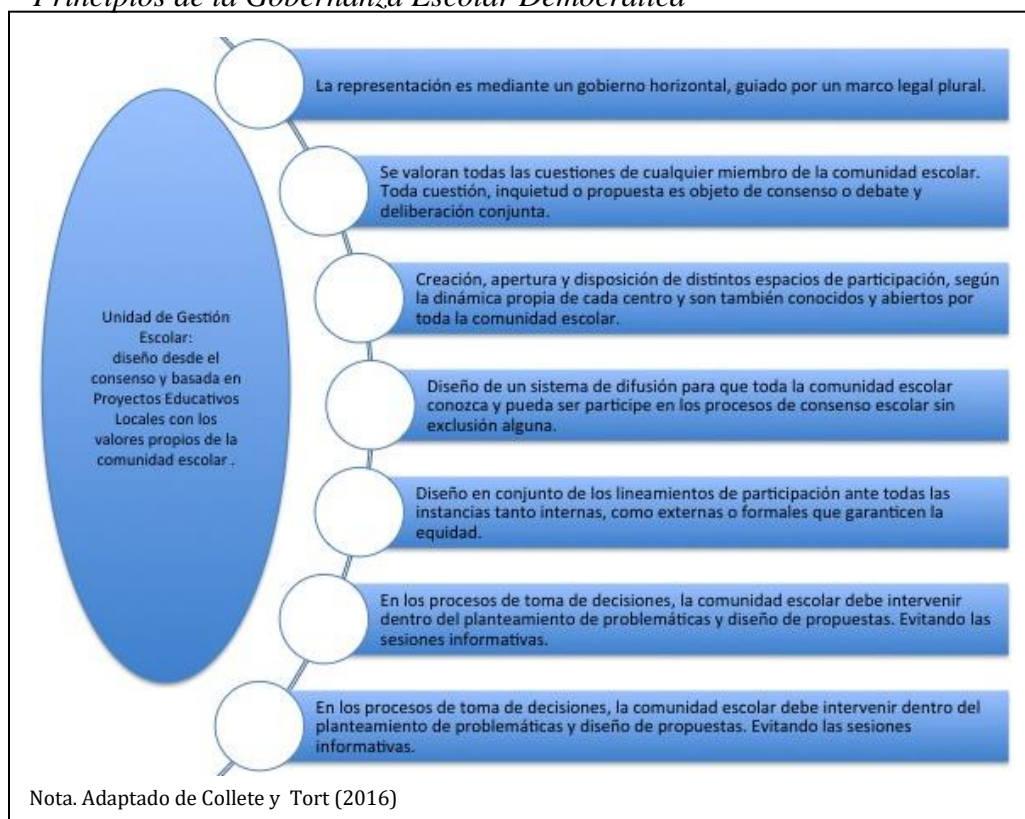 Principios de la Gobernanza Escolar Democrática
La representación es mediante un gobierno horizontal, guiado por un marco legal plural.
Se valoran todas las cuestiones de cualquier miembro de la comunidad escolar.
Toda cuestión, inquietud o propuesta es objeto de consenso o debate y
deliberación conjunta.
Creación, apertura y disposición de distintos espacios de participación, según
la dinámica propia de cada centro y son también conocidos y abiertos por
toda la comunidad escolar.
Unidad de Gestión
Escolar:
diseño desde el
consenso y basada en
Proyectos Educativos
Locales con los
valores propios de la
comunidad escolar .
Diseño de un sistema de difusión para que toda la comunidad escolar
conozca y pueda ser participe en los procesos de consenso escolar sin
exclusión alguna.
Diseño en conjunto de los lineamientos de participación ante todas las
instancias tanto internas, como externas o formales que garanticen la
equidad.
En los procesos de toma de decisiones, la comunidad escolar debe intervenir
dentro del planteamiento de problemáticas y diseño de propuestas. Evitando las
sesiones informativas.
En los procesos de toma de decisiones, la comunidad escolar debe intervenir dentro del
planteamiento de problemáticas y diseño de propuestas. Evitando las sesiones
informativas.
Nota. Adaptado de Collete y Tort (2016)